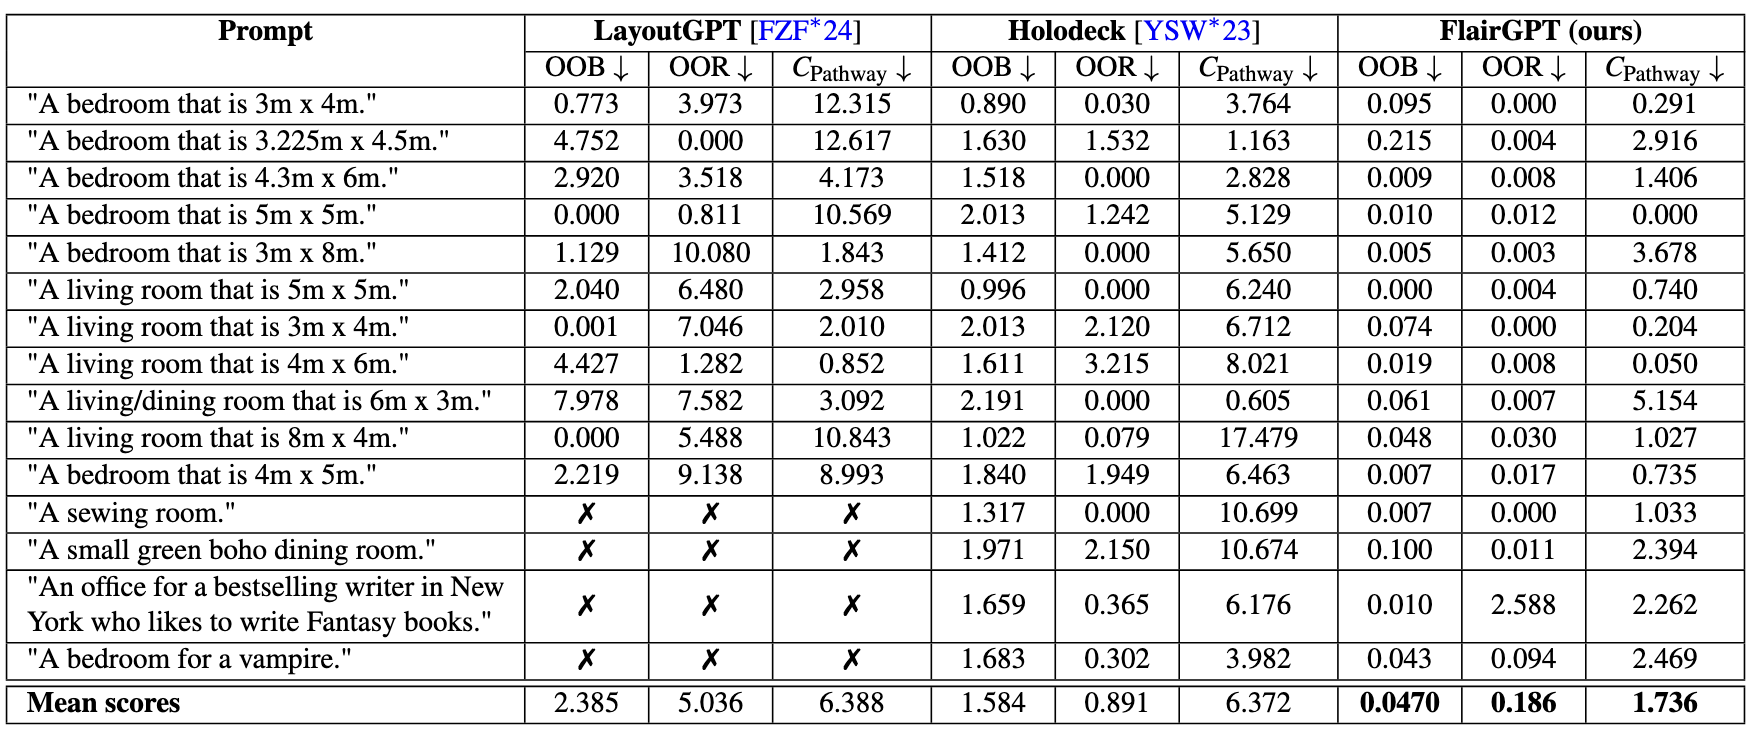 Prompt LayoutGPT [FZF*24] Holodeck [YSW*23] FlairGPT (ours)
OOB ↓ OOR ↓ CPathway ↓ OOB ↓ OOR ↓ CPathway ↓ OOB ↓ OOR ↓ CPathway ↓
"A bedroom that is 3m x 4m." 0.773 3.973 12.315 0.890 0.030 3.764 0.095 0.000 0.291
"A bedroom that is 3.225m x 4.5m." 4.752 0.000 12.617 1.630 1.532 1.163 0.215 0.004 2.916
"A bedroom that is 4.3m x 6m." 2.920 3.518 4.173 1.518 0.000 2.828 0.009 0.008 1.406
"A bedroom that is 5m x 5m." 0.000 0.811 10.569 2.013 1.242 5.129 0.010 0.012 0.000
"A bedroom that is 3m x 8m." 1.129 10.080 1.843 1.412 0.000 5.650 0.005 0.003 3.678
"A living room that is 5m x 5m." 2.040 6.480 2.958 0.996 0.000 6.240 0.000 0.004 0.740
"A living room that is 3m x 4m." 0.001 7.046 2.010 2.013 2.120 6.712 0.074 0.000 0.204
"A living room that is 4m x 6m." 4.427 1.282 0.852 1.611 3.215 8.021 0.019 0.008 0.050
"A living/dining room that is 6m x 3m." 7.978 7.582 3.092 2.191 0.000 0.605 0.061 0.007 5.154
"A living room that is 8m x 4m." 0.000 5.488 10.843 1.022 0.079 17.479 0.048 0.030 1.027
"A bedroom that is 4m x 5m." 2.219 9.138 8.993 1.840 1.949 6.463 0.007 0.017 0.735
"A sewing room." ✗ ✗ ✗ 1.317 0.000 10.699 0.007 0.000 1.033
"A small green boho dining room." ✗ ✗ ✗ 1.971 2.150 10.674 0.100 0.011 2.394
"An office for a bestselling writer in New
York who likes to write Fantasy books." ✗ ✗ ✗ 1.659 0.365 6.176 0.010 2.588 2.262
"A bedroom for a vampire." ✗ ✗ ✗ 1.683 0.302 3.982 0.043 0.094 2.469
Mean scores 2.385 5.036 6.388 1.584 0.891 6.372 0.0470 0.186 1.736